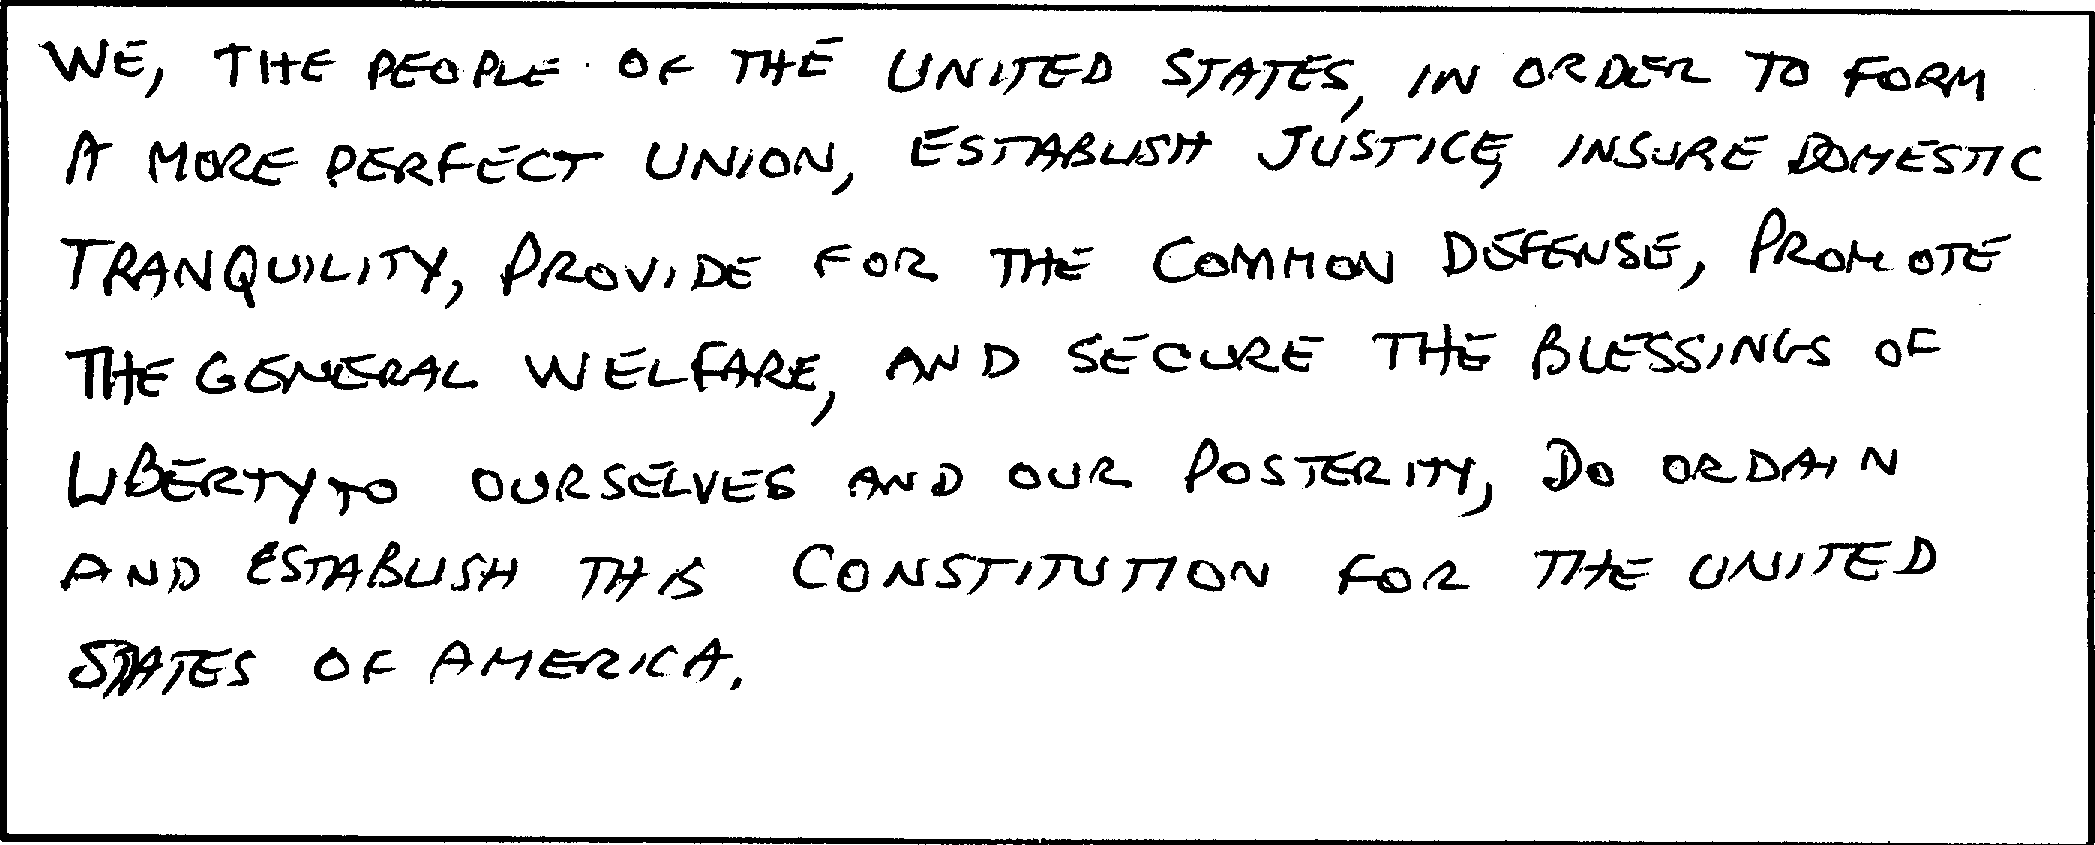 WE, THE PEOPLE OF THE UNITED STATES, IN ORDER TO FORM
A MORE PERFECT UNION, ESTABLISH JUSTICE, INSURE DOMESTIC
TRANQUILITY, PROVIDE FOR THE COMMON DEFENSE, PROMOTE
THE GENERAL WELFARE, AND SECURE THE BLESSINGS OF
LIBERTY TO OURSELVES AND OUR POSTERITY, DO ORDAIN
AND ESTABLISH THIS CONSTITUTION FOR THE UNITED
STATES OF AMERICA.